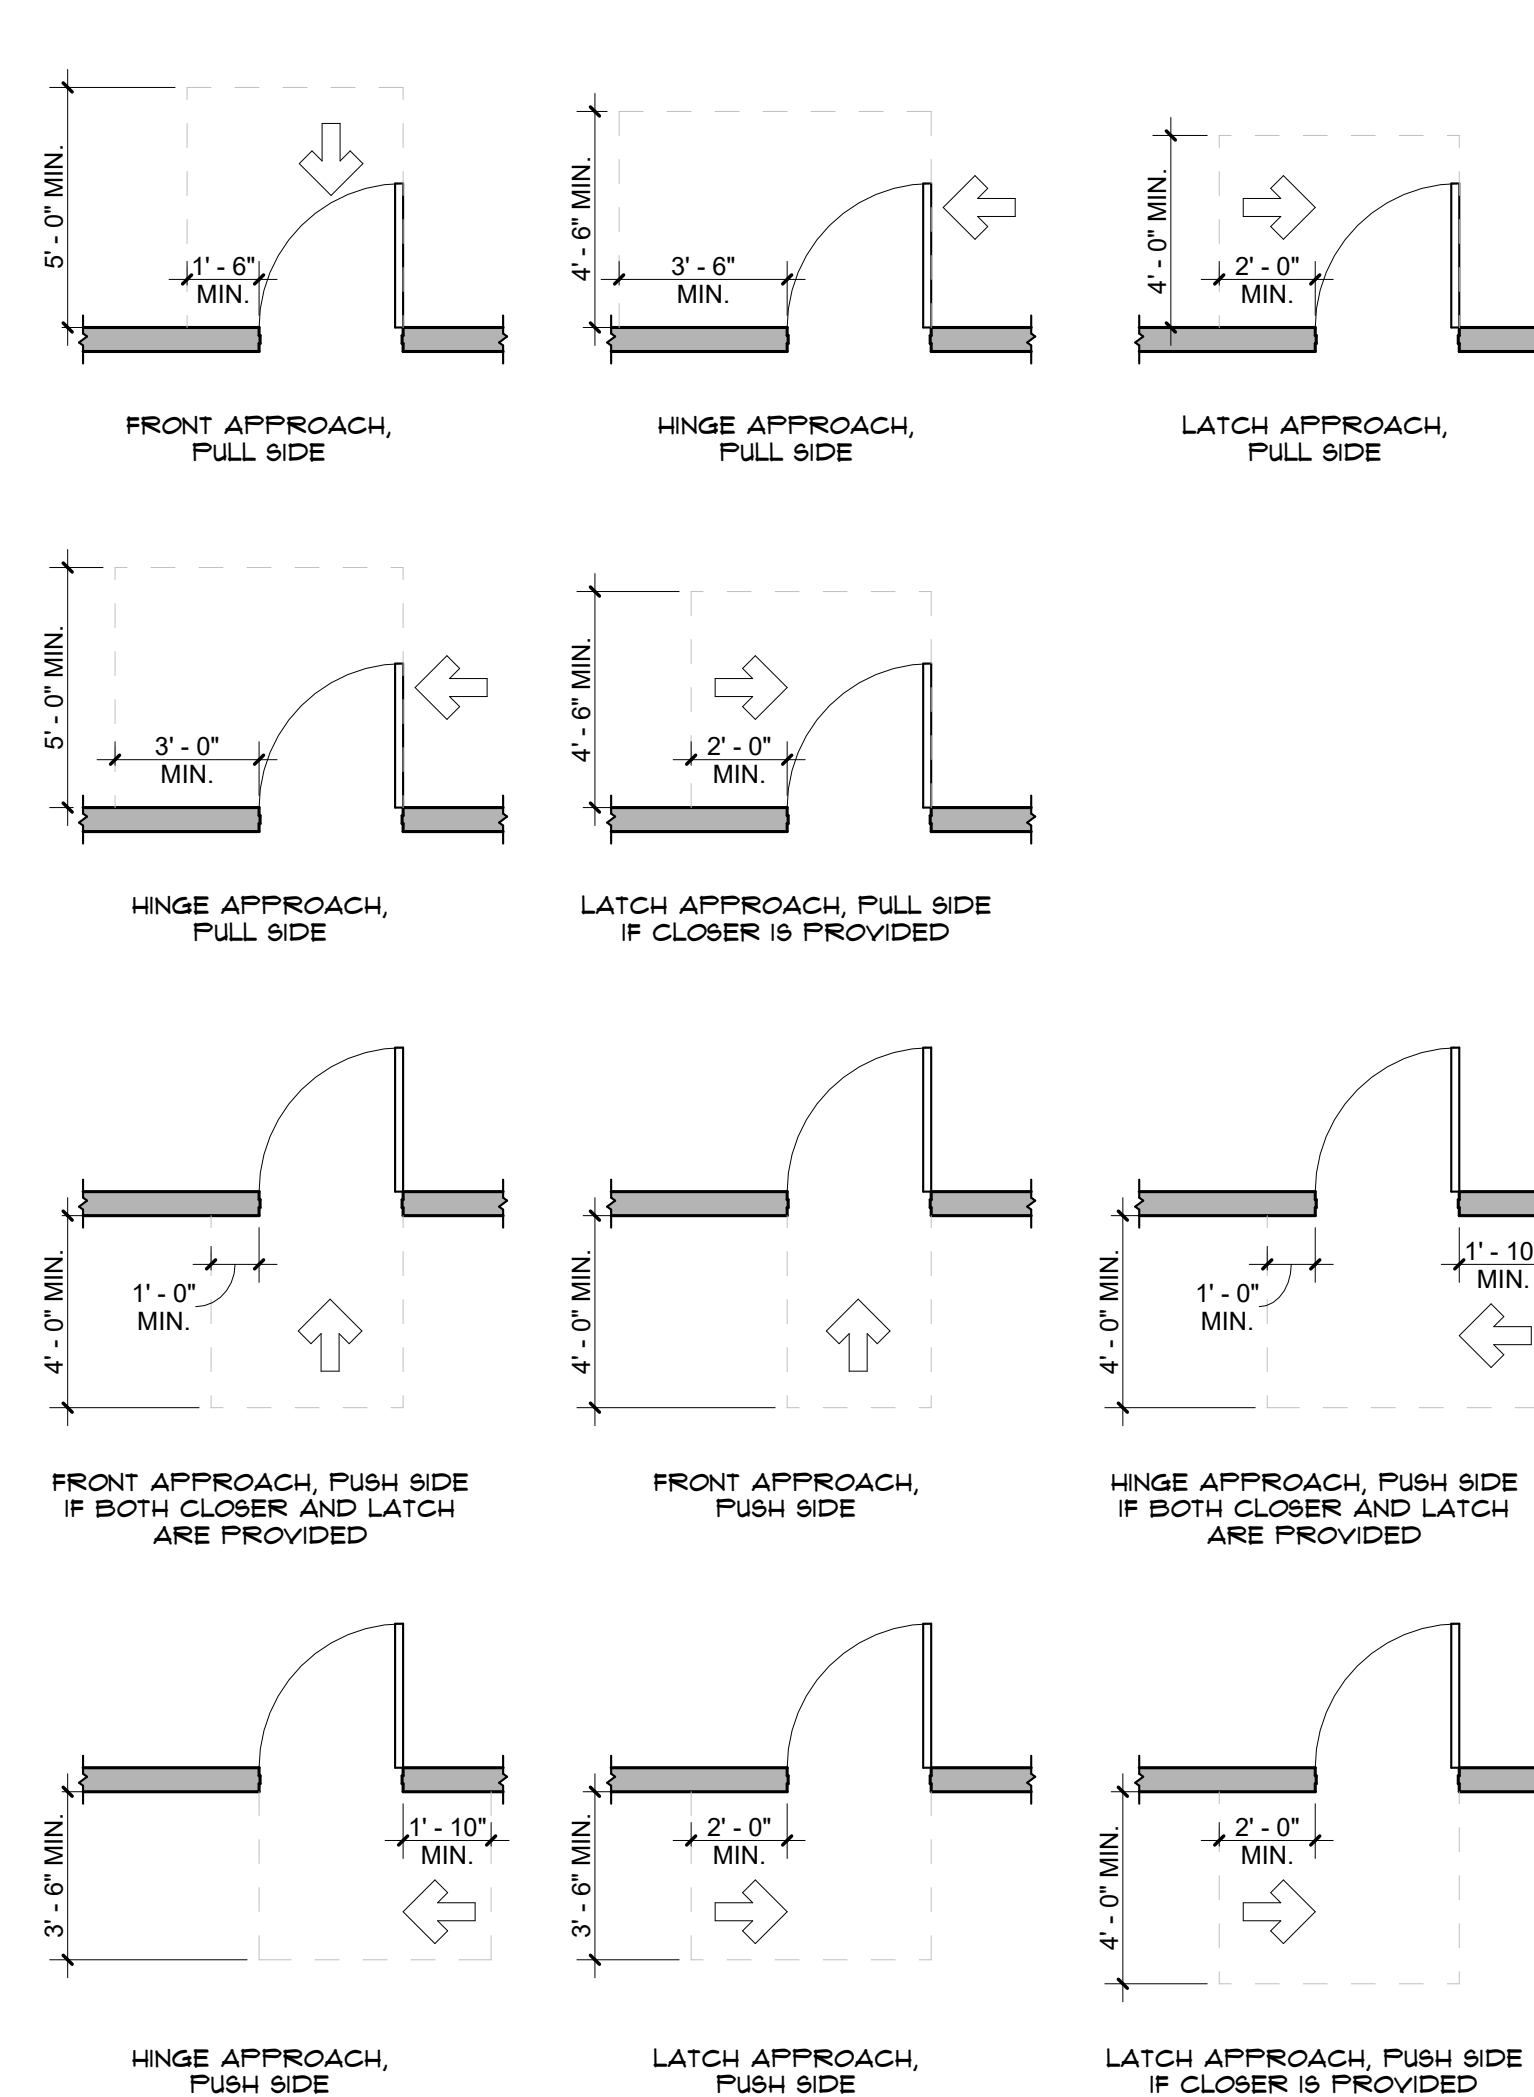 5' - 0" MIN.
1' - 6"
MIN.
FRONT APPROACH,
PULL SIDE
4' - 6" MIN.
3' - 6"
MIN.
HINGE APPROACH,
PULL SIDE
4' - 0" MIN.
2' - 0"
MIN.
LATCH APPROACH,
PULL SIDE
5' - 0" MIN.
3' - 0"
MIN.
HINGE APPROACH,
PULL SIDE
4' - 6" MIN.
2' - 0"
MIN.
LATCH APPROACH, PULL SIDE
IF CLOSER IS PROVIDED
4' - 0" MIN.
1' - 0"
MIN.
FRONT APPROACH, PUSH SIDE
IF BOTH CLOSER AND LATCH
ARE PROVIDED
4' - 0" MIN.
FRONT APPROACH,
PUSH SIDE
4' - 0" MIN.
1' - 0"
MIN.
1' - 10
MIN.
HINGE APPROACH, PUSH SIDE
IF BOTH CLOSER AND LATCH
ARE PROVIDED
3' - 6" MIN.
1' - 10"
MIN.
HINGE APPROACH,
PUSH SIDE
3' - 6" MIN.
2' - 0"
MIN.
LATCH APPROACH,
PUSH SIDE
4' - 0" MIN.
2' - 0"
MIN.
LATCH APPROACH, PUSH SIDE
IF CLOSER IS PROVIDED